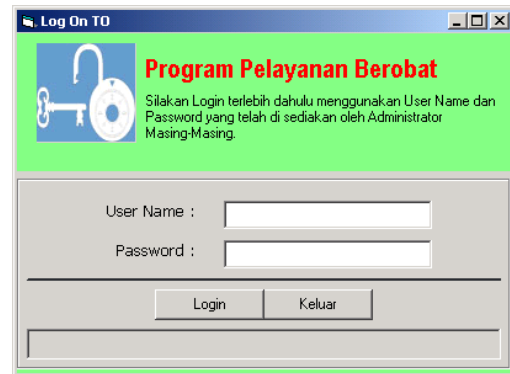 Log On TO
Program Pelayanan Berobat
Silakan Login terlebih dahulu menggunakan User Name dan
Password yang telah di sediakan oleh Administrator
Masing-Masing.
User Name :
Password :
Login Keluar